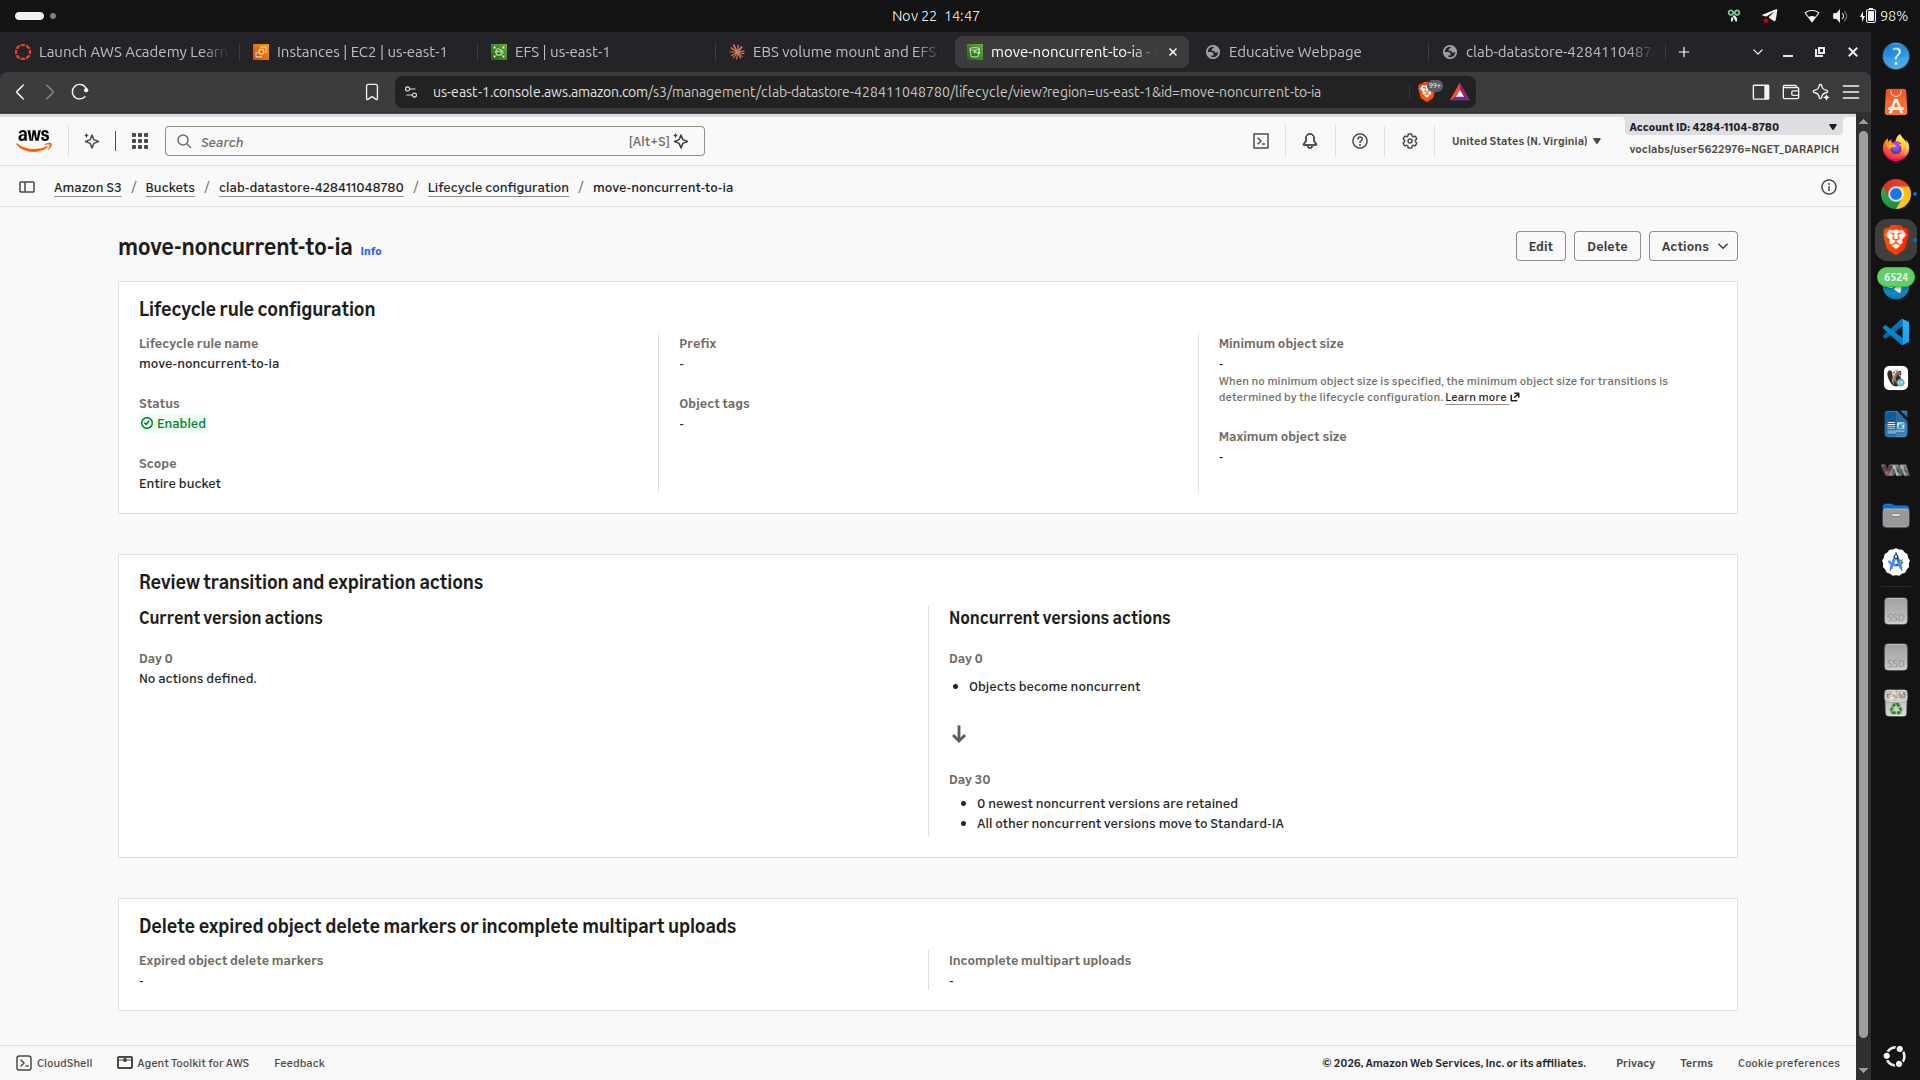 Nov 22 14:47
98%
Launch AWS Academy Learn
Instances | EC2 | us-east-1
EFS | us-east-1
EBS volume mount and EFS
move-noncurrent-to-ia -
Educative Webpage
clab-datastore-4284110487
us-east-1.console.aws.amazon.com/s3/management/clab-datastore-428411048780/lifecycle/view?region=us-east-1&id=move-noncurrent-to-ia
99+
aws
Search
[Alt+S]
United States (N. Virginia)
Account ID: 4284-1104-8780
voclabs/user5622976=NGET_DARAPICH
Amazon S3 / Buckets / clab-datastore-428411048780 / Lifecycle configuration / move-noncurrent-to-ia
move-noncurrent-to-ia Info
Edit
Delete
Actions
6524
Lifecycle rule configuration
Lifecycle rule name
move-noncurrent-to-ia
Status
Enabled
Scope
Entire bucket
Prefix
-
Object tags
-
Minimum object size
-
When no minimum object size is specified, the minimum object size for transitions is
determined by the lifecycle configuration. Learn more
Maximum object size
-
Review transition and expiration actions
Current version actions
Day 0
No actions defined.
Noncurrent versions actions
Day 0
• Objects become noncurrent
Day 30
• 0 newest noncurrent versions are retained
• All other noncurrent versions move to Standard-IA
SSD
SSD
Delete expired object delete markers or incomplete multipart uploads
Expired object delete markers
-
Incomplete multipart uploads
-
CloudShell
Agent Toolkit for AWS
Feedback
© 2026, Amazon Web Services, Inc. or its affiliates.
Privacy
Terms
Cookie preferences